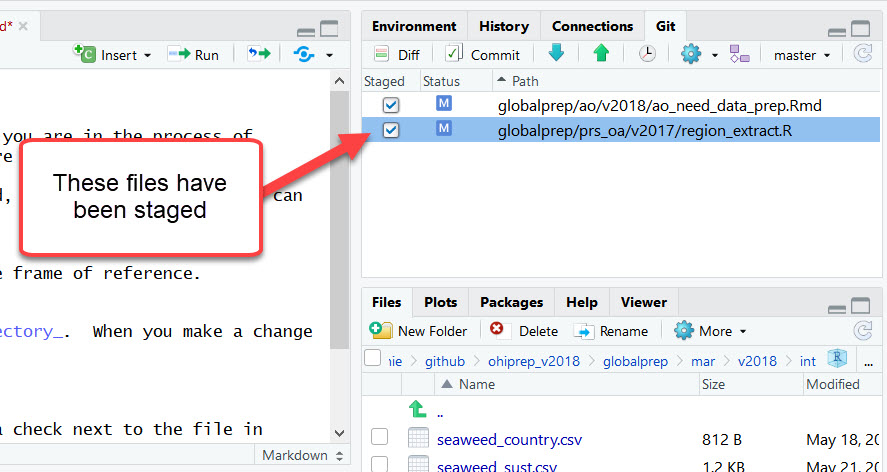 d*
Insert
Run
you are in the process of
re
d,
can
e frame of reference.
ectory_. When you make a change
a check next to the file in
Markdown
These files have
been staged
Environment
History
Connections
Git
Diff
Commit
master
Staged
Status
Path
M
globalprep/ao/v2018/ao_need_data_prep.Rmd
M
globalprep/prs_oa/v2017/region_extract.R
Files
Plots
Packages
Help
Viewer
New Folder
Delete
Rename
More
nie
github
ohiprep_v2018
globalprep
mar
v2018
int
R
...
Name
Size
Modified
..
seaweed_country.csv
812 B
May 18, 20
seaweed_sust.csv
1.2 KB
May 21, 20